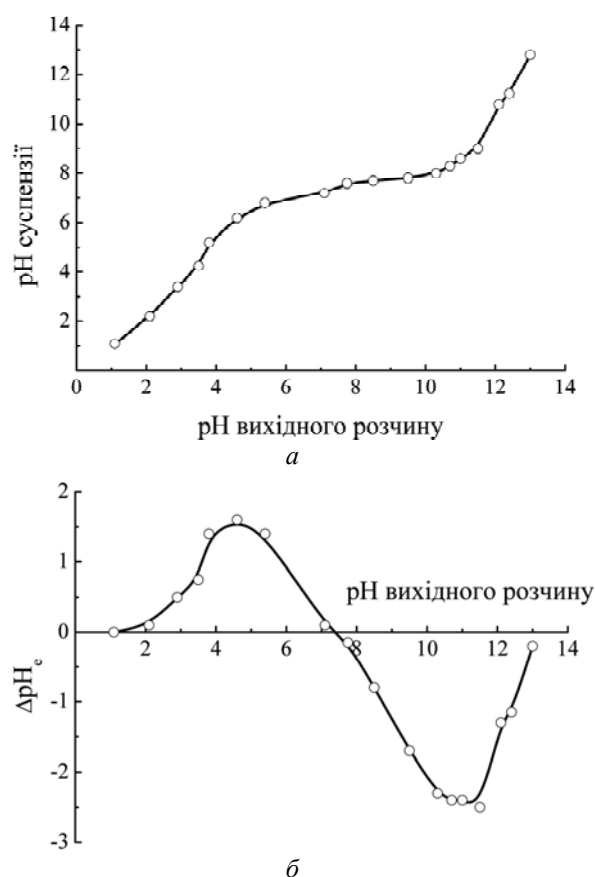 14
12
10
8
6
4
2
pH суспензії
0 2 4 6 8 10 12 14
pH вихідного розчину
а
2
1
0
-1
-2
-3
ΔpHₑ
pH вихідного розчину
2 4 6 8 10 12 14
б